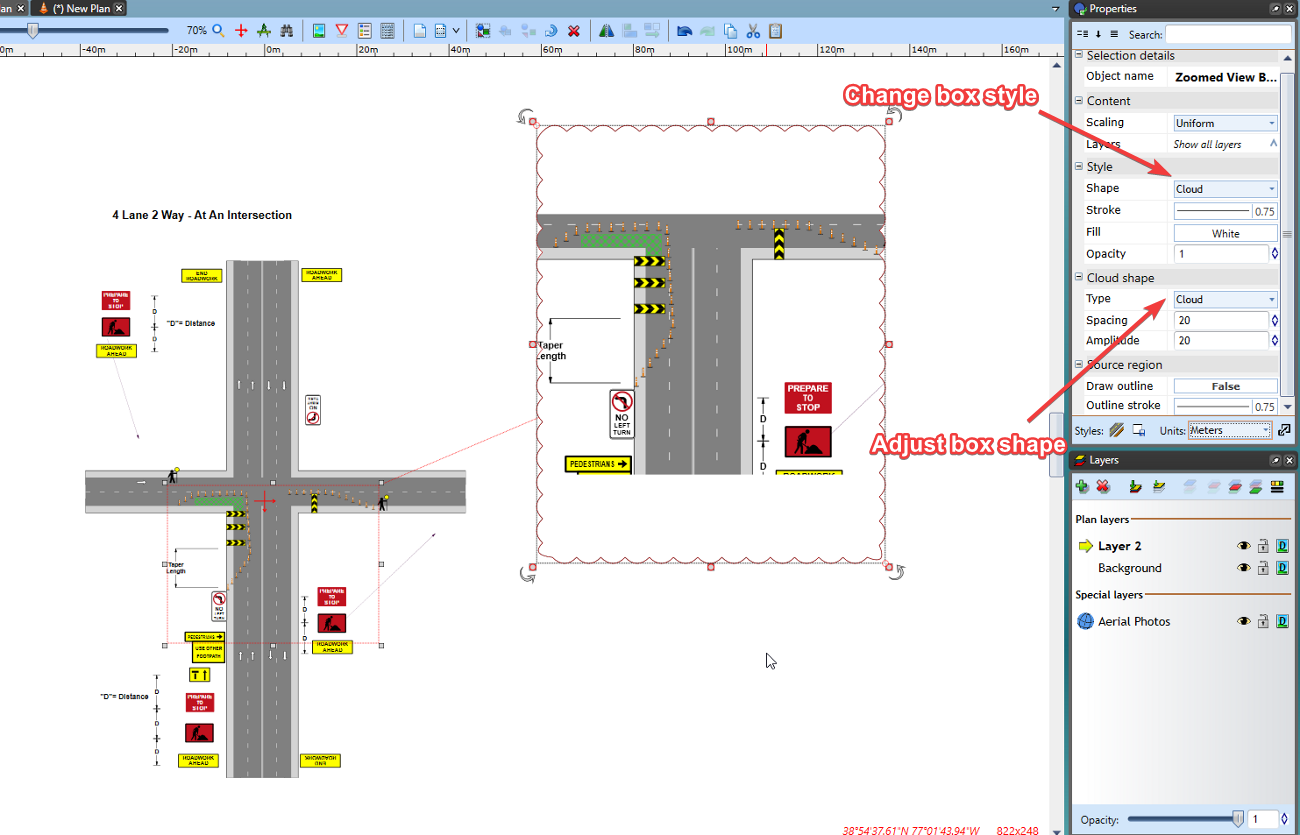 an
(*) New Plan
Properties
70%
Search:
0m
-40m
-20m
0m
20m
40m
60m
80m
100m
120m
140m
160m
Selection details
Object name
Zoomed View B...
Change box style
Content
Scaling
Uniform
Layers
Show all layers
Style
Shape
Cloud
Stroke
0.75
Fill
White
Opacity
1
Cloud shape
Type
Cloud
Spacing
20
Amplitude
20
Source region
Draw outline
False
Outline stroke
0.75
Adjust box shape
Styles:
Units:
Meters
4 Lane 2 Way - At An Intersection
END
ROADWORK
ROADWORK
AHEAD
PREPARE
TO
STOP
D
"D"= Distance
D
ROADWORK
AHEAD
Taper
Length
NO
LEFT
TURN
PEDESTRIANS
USE OTHER
FOOTPATH
T
PREPARE
TO
STOP
D
D
ROADWORK
AHEAD
"D"= Distance
D
PREPARE
TO
STOP
D
D
ROADWORK
AHEAD
ROADWORK
END
Taper
Length
NO
LEFT
TURN
PEDESTRIANS
PREPARE
TO
STOP
D
D
ROADWORK
Layers
Plan layers
Layer 2
D
Background
D
Special layers
Aerial Photos
D
Opacity:
1
38°54'37.61"N 77°01'43.94"W
822x248